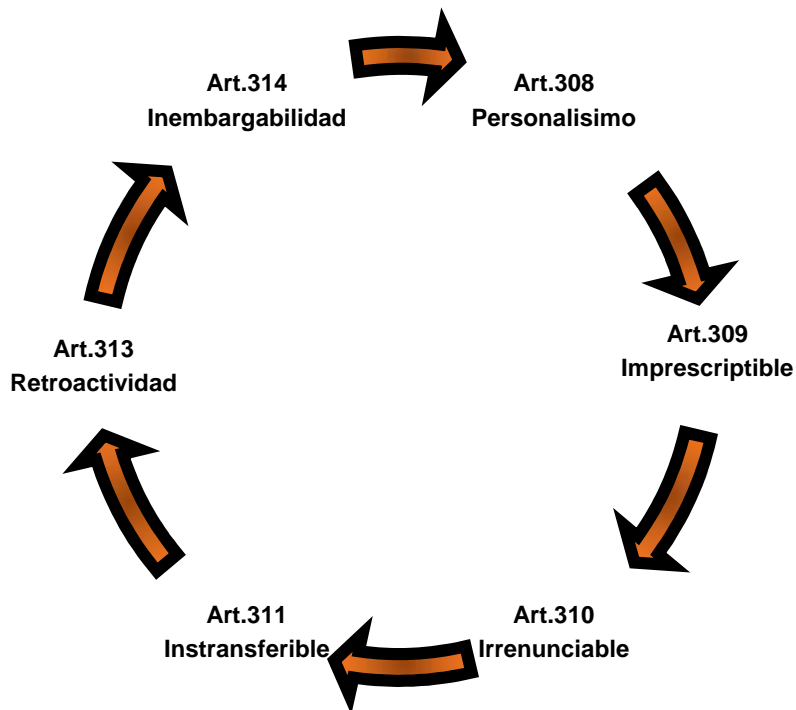 Art.314
Inembargabilidad
Art.308
Personalisimo
Art.309
Imprescriptible
Art.310
Irrenunciable
Art.311
Instransferible
Art.313
Retroactividad